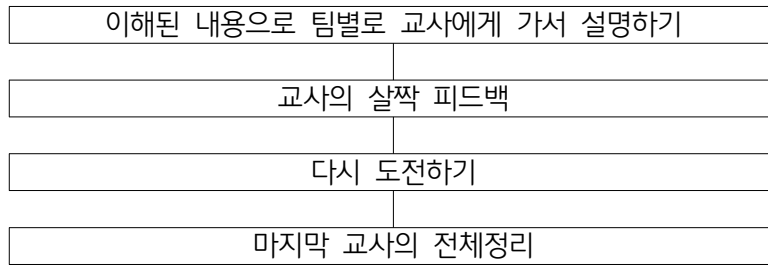 이해된 내용으로 팀별로 교사에게 가서 설명하기
교사의 살짝 피드백
다시 도전하기
마지막 교사의 전체정리